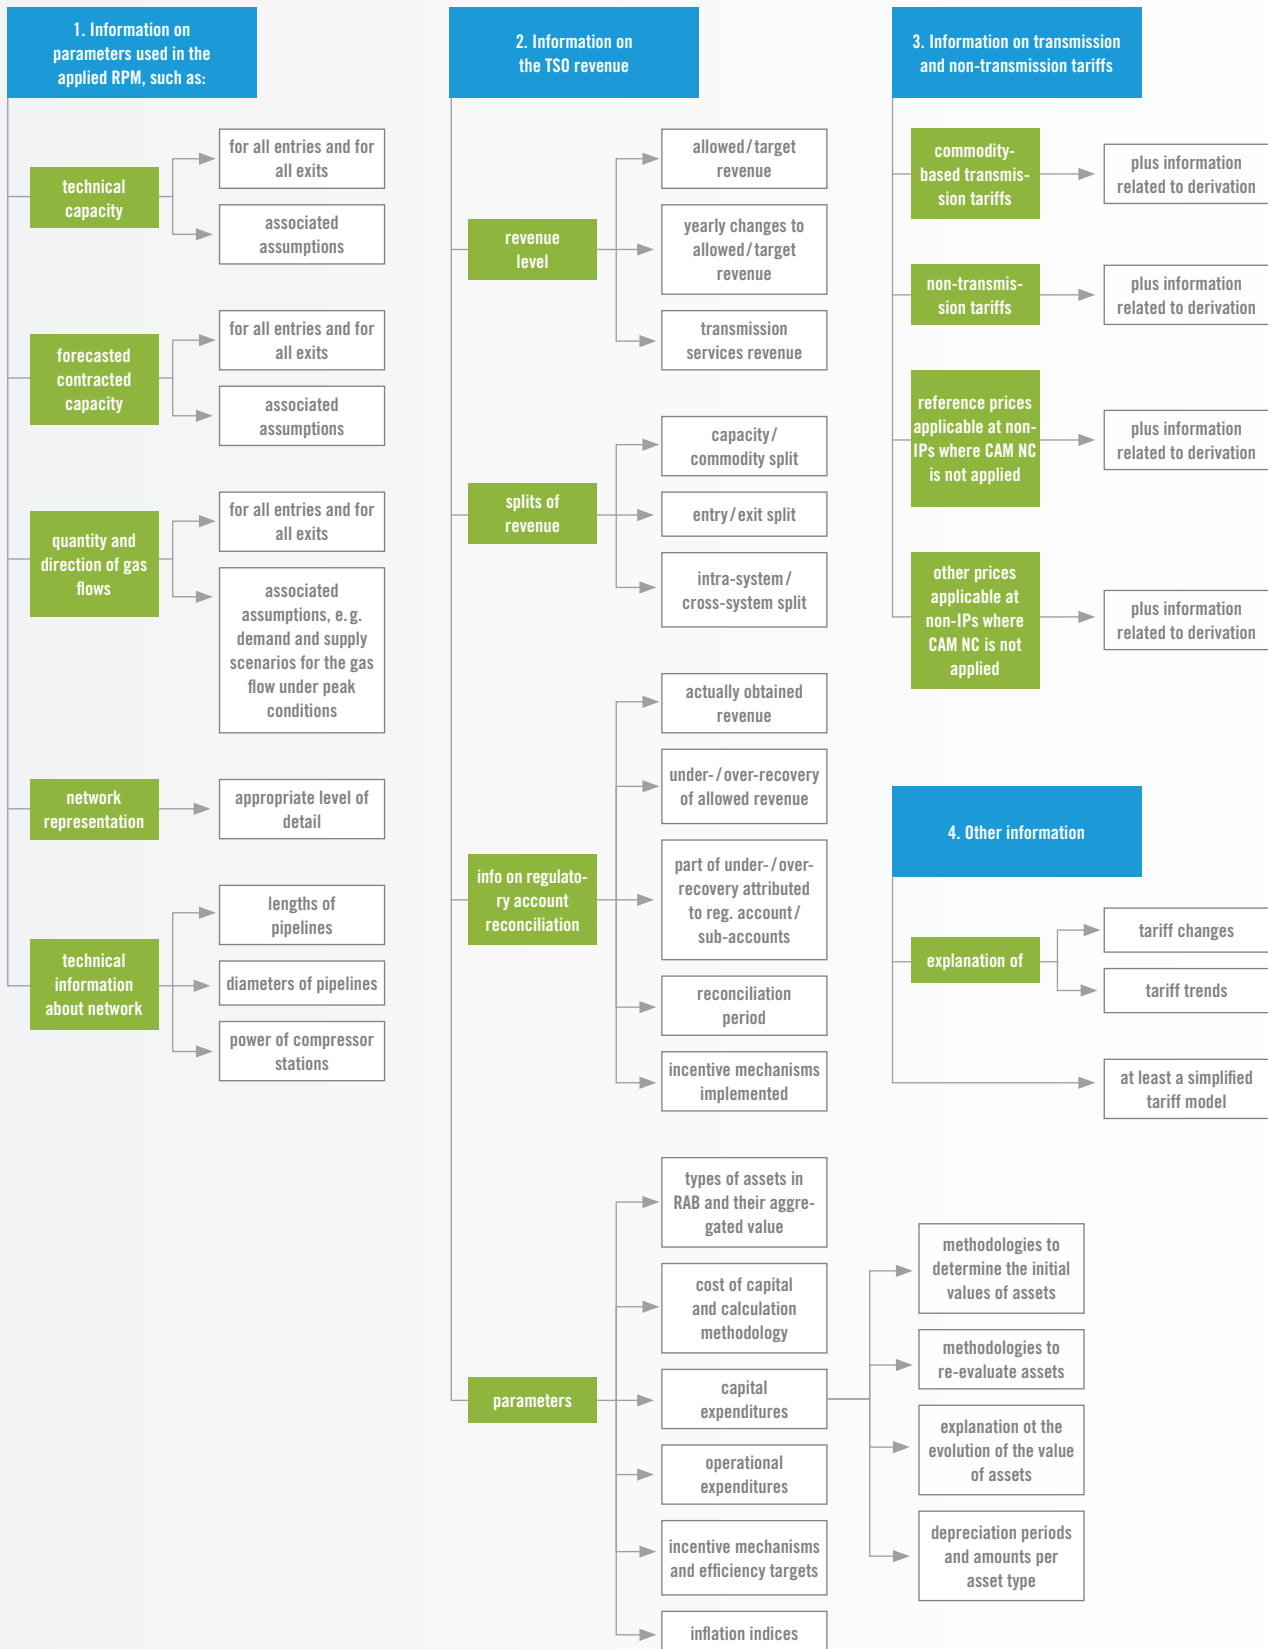 1. Information on
parameters used in the
applied RPM, such as:
technical
capacity
for all entries and for
all exits
associated
assumptions
forecasted
contracted
capacity
for all entries and for
all exits
associated
assumptions
quantity and
direction of gas
flows
for all entries and for
all exits
associated
assumptions, e.g.
demand and supply
scenarios for the gas
flow under peak
conditions
network
representation
appropriate level of
detail
technical
information
about network
lengths of
pipelines
diameters of pipelines
power of compressor
stations
2. Information on
the TSO revenue
revenue
level
allowed/target
revenue
yearly changes to
allowed/target
revenue
transmission
services revenue
splits of
revenue
capacity/
commodity split
entry/exit split
intra-system/
cross-system split
info on regulato-
ry account
reconciliation
actually obtained
revenue
under-/over-recovery
of allowed revenue
part of under-/over-
recovery attributed
to reg. account/
sub-accounts
reconciliation
period
incentive mechanisms
implemented
parameters
types of assets in
RAB and their aggre-
gated value
cost of capital
and calculation
methodology
capital
expenditures
operational
expenditures
incentive mechanisms
and efficiency targets
inflation indices
methodologies to
determine the initial
values of assets
methodologies to
re-evaluate assets
explanation ot the
evolution of the value
of assets
depreciation periods
and amounts per
asset type
3. Information on transmission
and non-transmission tariffs
commodity-
based transmis-
sion tariffs
plus information
related to derivation
non-transmis-
sion tariffs
plus information
related to derivation
reference prices
applicable at non-
IPs where CAM NC
is not applied
plus information
related to derivation
other prices
applicable at
non-IPs where
CAM NC is not
applied
plus information
related to derivation
4. Other information
explanation of
tariff changes
tariff trends
at least a simplified
tariff model